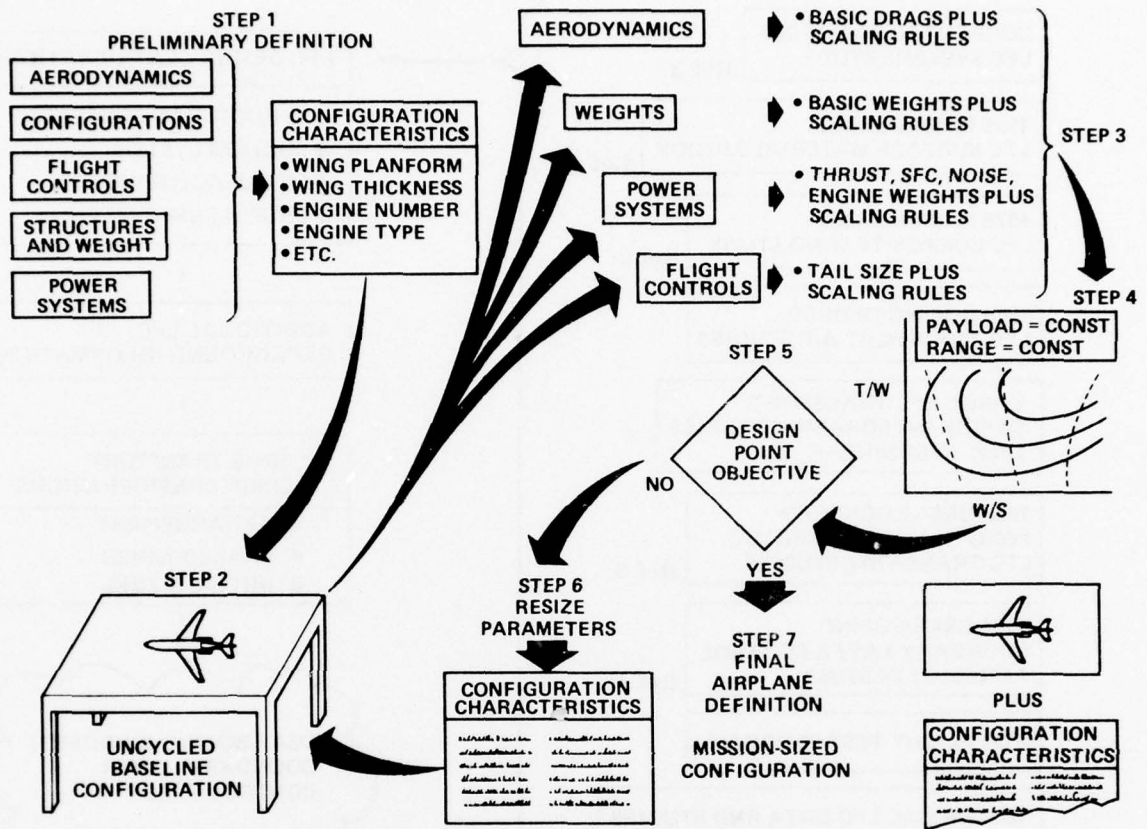 STEP 1
PRELIMINARY DEFINITION
AERODYNAMICS
CONFIGURATIONS
FLIGHT
CONTROLS
STRUCTURES
AND WEIGHT
POWER
SYSTEMS
CONFIGURATION
CHARACTERISTICS
• WING PLANFORM
• WING THICKNESS
• ENGINE NUMBER
• ENGINE TYPE
• ETC.
STEP 2
UNCYCLED
BASELINE
CONFIGURATION
AERODYNAMICS
• BASIC DRAGS PLUS
SCALING RULES
WEIGHTS
• BASIC WEIGHTS PLUS
SCALING RULES
POWER
SYSTEMS
• THRUST, SFC, NOISE,
ENGINE WEIGHTS PLUS
SCALING RULES
FLIGHT
CONTROLS
• TAIL SIZE PLUS
SCALING RULES
STEP 3
STEP 4
PAYLOAD = CONST
RANGE = CONST
T/W
W/S
STEP 5
DESIGN
POINT
OBJECTIVE
NO
YES
STEP 6
RESIZE
PARAMETERS
CONFIGURATION
CHARACTERISTICS
STEP 7
FINAL
AIRPLANE
DEFINITION
MISSION-SIZED
CONFIGURATION
PLUS
CONFIGURATION
CHARACTERISTICS